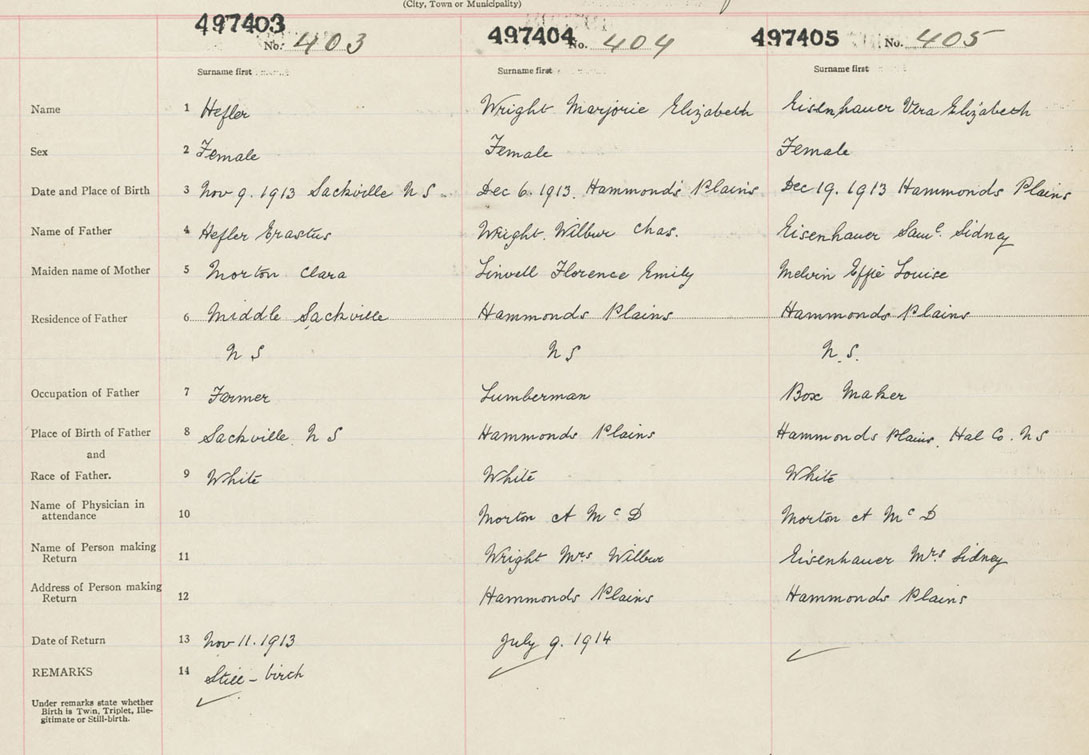 (City, Town or Municipality)
497403 No. 403 497404 No. 404 497405 No. 405
Surname first Surname first Surname first
Name 1 Hefler Wright Marjorie Elizabeth Eisenhauer Vera Elizabeth
Sex 2 Female Female Female
Date and Place of Birth 3 Nov 9. 1913 Sackville N S Dec 6. 1913. Hammonds Plains Dec 19. 1913 Hammonds Plains
Name of Father 4 Hefler Erastus Wright. Wilbur Chas. Eisenhauer Saml. Sidney
Maiden name of Mother 5 Morton Clara Linvell Florence Emily Melvin Effie Louise
Residence of Father 6 Middle Sackville Hammonds Plains Hammonds Plains
N S N S N. S.
Occupation of Father 7 Farmer Lumberman Box Maker
Place of Birth of Father 8 Sackville N S Hammonds Plains Hammonds Plains. Hal Co. N S
and
Race of Father. 9 White White White
Name of Physician in
attendance 10 Morton A McD Morton A McD
Name of Person making
Return 11 Wright Mrs Wilbur Eisenhauer Mrs Sidney
Address of Person making
Return 12 Hammonds Plains Hammonds Plains
Date of Return 13 Nov 11. 1913 July 9. 1914
REMARKS 14 Still-birth
Under remarks state whether
Birth is Twin, Triplet, Ille-
gitimate or Still-birth.